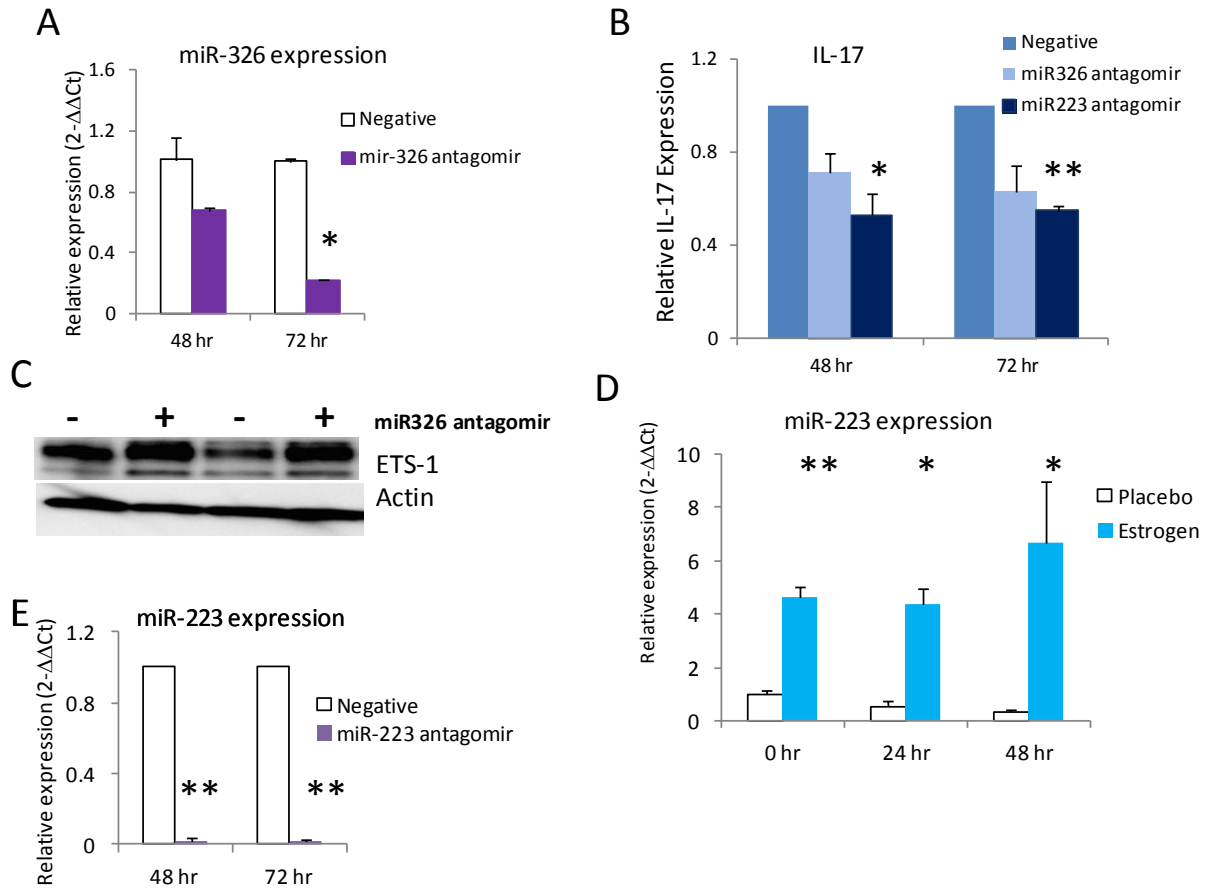 A
miR-326 expression
Relative expression (2-ΔΔCt)
1.6
1.2
0.8
0.4
0
Negative
mir-326 antagomir
*
48 hr
72 hr
B
IL-17
Relative IL-17 Expression
1.2
0.8
0.4
0
Negative
miR326 antagomir
miR223 antagomir
*
**
48 hr
72 hr
C
- + - +
miR326 antagomir
ETS-1
Actin
D
miR-223 expression
Relative expression (2-ΔΔCt)
10
8
6
4
2
0
** * *
Placebo
Estrogen
0 hr
24 hr
48 hr
E
miR-223 expression
Relative expression (2-ΔΔCt)
1.2
0.8
0.4
0
Negative
miR-223 antagomir
** **
48 hr
72 hr